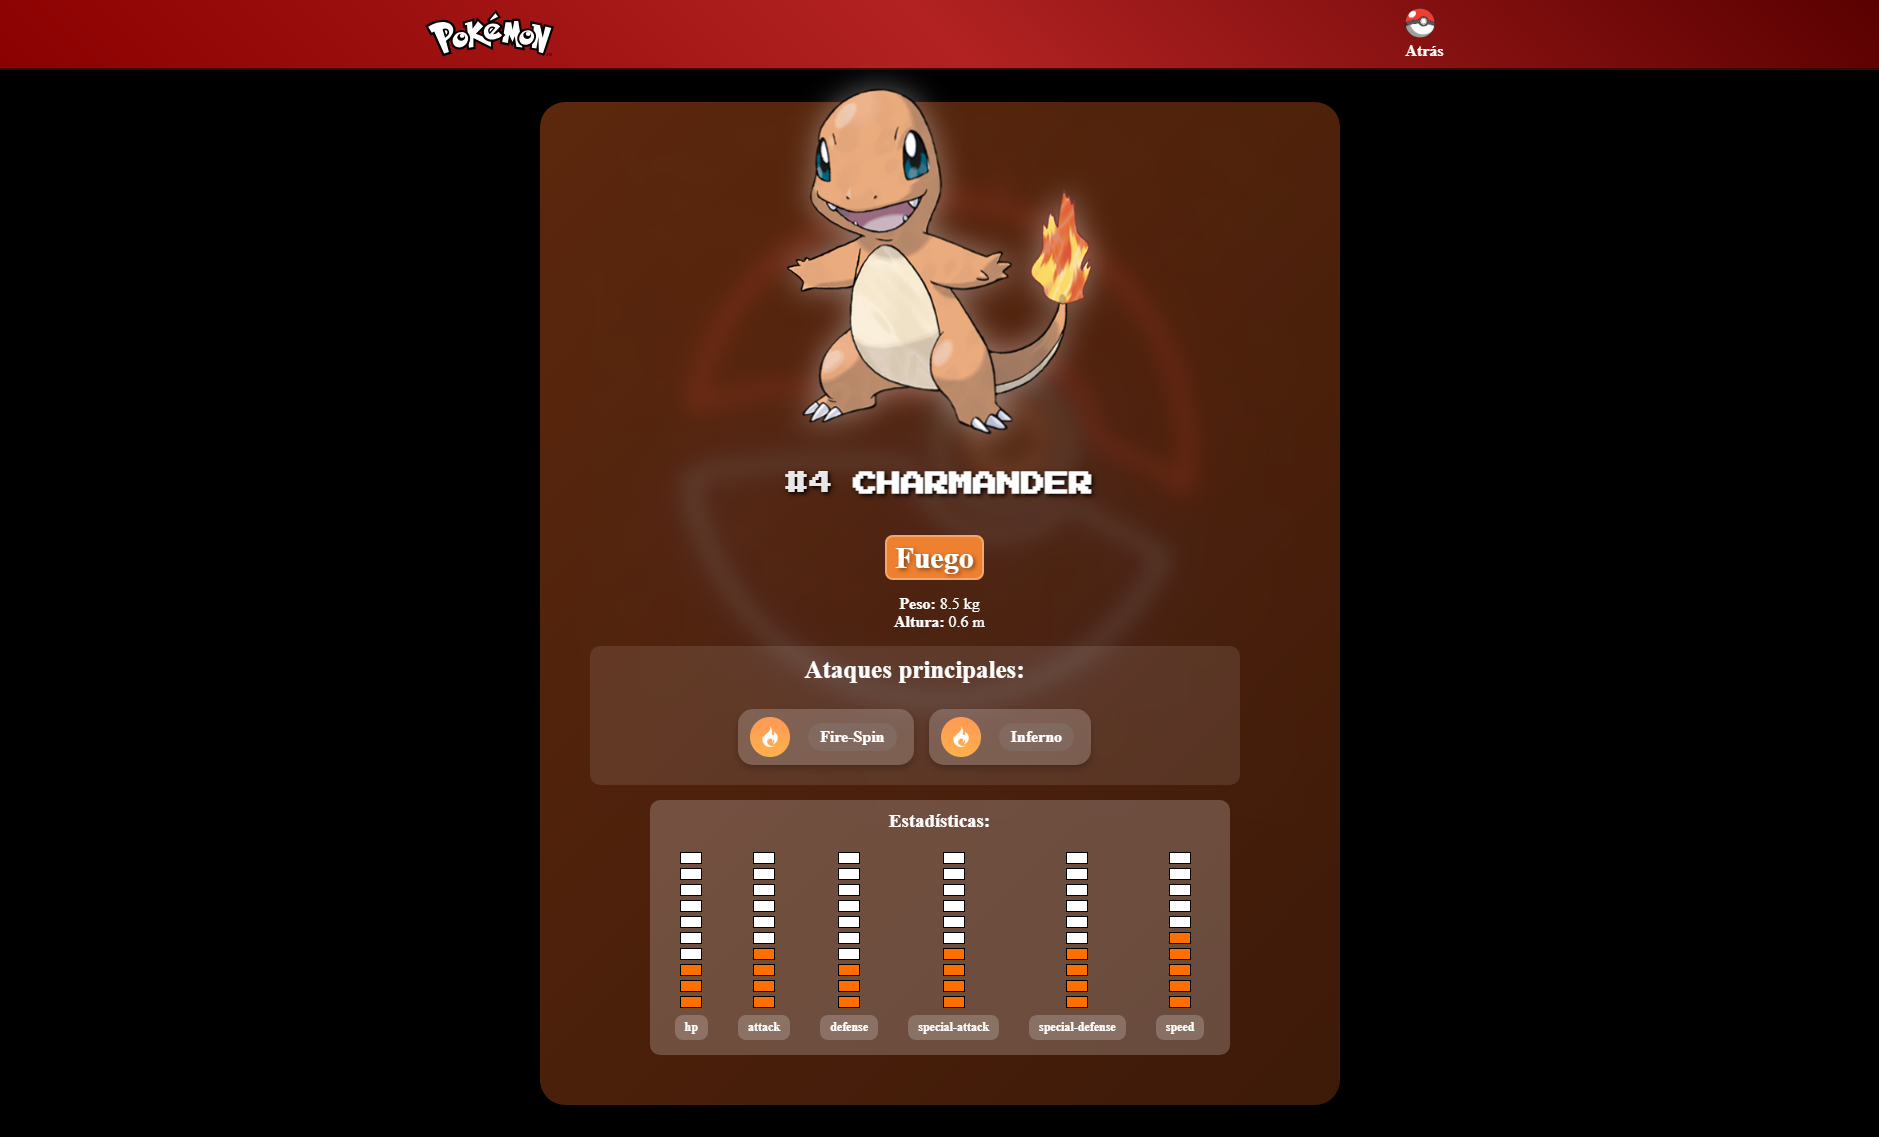 POKéMON
Atrás
#4 CHARMANDER
Fuego
Peso: 8.5 kg
Altura: 0.6 m
Ataques principales:
Fire-Spin
Inferno
Estadísticas:
hp attack defense special-attack special-defense speed